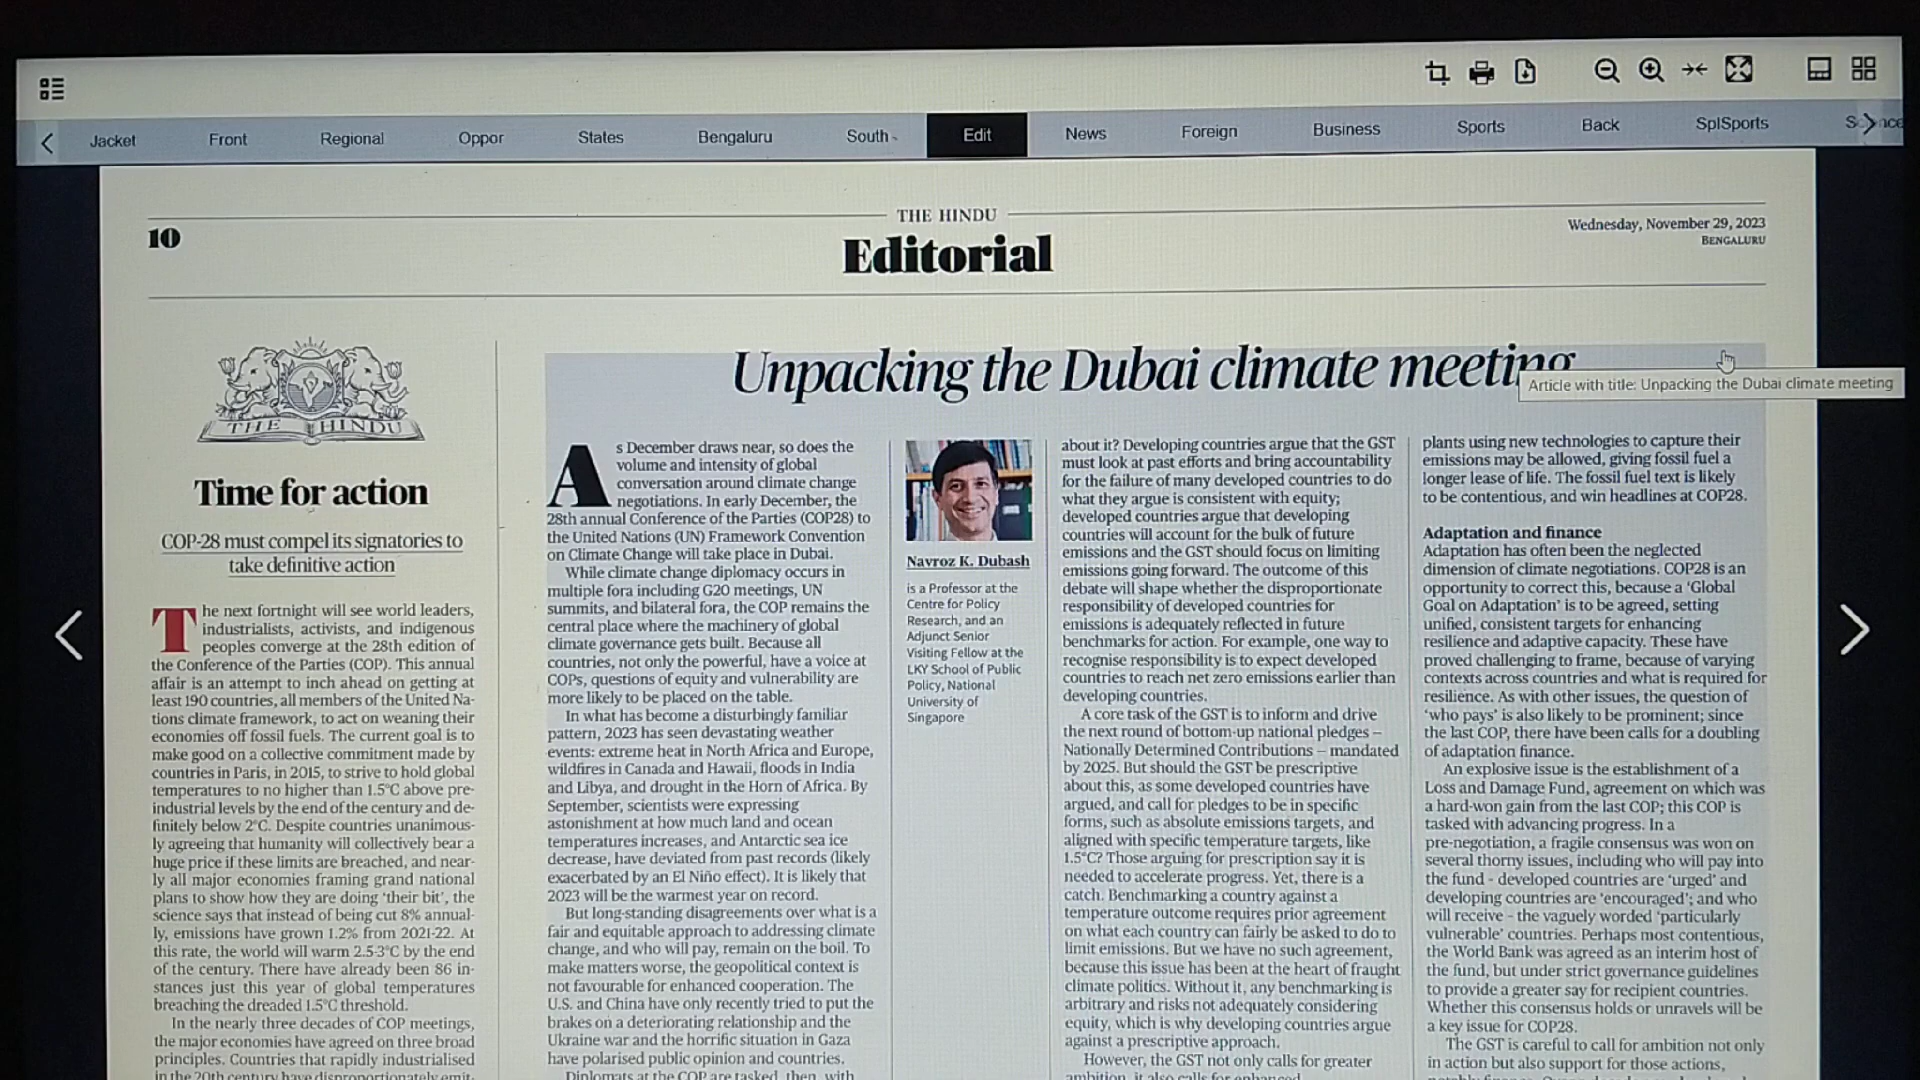 Jacket Front Regional Oppor States Bengaluru South Edit News Foreign Business Sports Back SplSports
THE HINDU
10
Editorial
Wednesday, November 29, 2023
BENGALURU
THE HINDU
Time for action
COP-28 must compel its signatories to
take definitive action
The next fortnight will see world leaders,
industrialists, activists, and indigenous
peoples converge at the 28th edition of
the Conference of the Parties (COP). This annual
affair is an attempt to inch ahead on getting at
least 190 countries, all members of the United Na-
tions climate framework, to act on weaning their
economies off fossil fuels. The current goal is to
make good on a collective commitment made by
countries in Paris, in 2015, to strive to hold global
temperatures to no higher than 1.5°C above pre-
industrial levels by the end of the century and de-
finitely below 2°C. Despite countries unanimous-
ly agreeing that humanity will collectively bear a
huge price if these limits are breached, and near-
ly all major economies framing grand national
plans to show how they are doing 'their bit', the
science says that instead of being cut 8% annual-
ly, emissions have grown 1.2% from 2021-22. At
this rate, the world will warm 2.5-3°C by the end
of the century. There have already been 86 in-
stances just this year of global temperatures
breaching the dreaded 1.5°C threshold.
In the nearly three decades of COP meetings,
the major economies have agreed on three broad
principles. Countries that rapidly industrialised
in the 20th century have disproportionately emit-
Unpacking the Dubai climate meeting
Article with title: Unpacking the Dubai climate meeting
As December draws near, so does the
volume and intensity of global
conversation around climate change
negotiations. In early December, the
28th annual Conference of the Parties (COP28) to
the United Nations (UN) Framework Convention
on Climate Change will take place in Dubai.
While climate change diplomacy occurs in
multiple fora including G20 meetings, UN
summits, and bilateral fora, the COP remains the
central place where the machinery of global
climate governance gets built. Because all
countries, not only the powerful, have a voice at
COPs, questions of equity and vulnerability are
more likely to be placed on the table.
In what has become a disturbingly familiar
pattern, 2023 has seen devastating weather
events: extreme heat in North Africa and Europe,
wildfires in Canada and Hawaii, floods in India
and Libya, and drought in the Horn of Africa. By
September, scientists were expressing
astonishment at how much land and ocean
temperatures increases, and Antarctic sea ice
decrease, have deviated from past records (likely
exacerbated by an El Niño effect). It is likely that
2023 will be the warmest year on record.
But long-standing disagreements over what is a
fair and equitable approach to addressing climate
change, and who will pay, remain on the boil. To
make matters worse, the geopolitical context is
not favourable for enhanced cooperation. The
U.S. and China have only recently tried to put the
brakes on a deteriorating relationship and the
Ukraine war and the horrific situation in Gaza
have polarised public opinion and countries.
Diplomats at the COP are tasked, then, with
Navroz K. Dubash
is a Professor at the
Centre for Policy
Research, and an
Adjunct Senior
Visiting Fellow at the
LKY School of Public
Policy, National
University of
Singapore
about it? Developing countries argue that the GST
must look at past efforts and bring accountability
for the failure of many developed countries to do
what they argue is consistent with equity;
developed countries argue that developing
countries will account for the bulk of future
emissions and the GST should focus on limiting
emissions going forward. The outcome of this
debate will shape whether the disproportionate
responsibility of developed countries for
emissions is adequately reflected in future
benchmarks for action. For example, one way to
recognise responsibility is to expect developed
countries to reach net zero emissions earlier than
developing countries.
A core task of the GST is to inform and drive
the next round of bottom-up national pledges –
Nationally Determined Contributions – mandated
by 2025. But should the GST be prescriptive
about this, as some developed countries have
argued, and call for pledges to be in specific
forms, such as absolute emissions targets, and
aligned with specific temperature targets, like
1.5°C? Those arguing for prescription say it is
needed to accelerate progress. Yet, there is a
catch. Benchmarking a country against a
temperature outcome requires prior agreement
on what each country can fairly be asked to do to
limit emissions. But we have no such agreement,
because this issue has been at the heart of fraught
climate politics. Without it, any benchmarking is
arbitrary and risks not adequately considering
equity, which is why developing countries argue
against a prescriptive approach.
However, the GST not only calls for greater
ambition, it also calls for enhanced
plants using new technologies to capture their
emissions may be allowed, giving fossil fuel a
longer lease of life. The fossil fuel text is likely
to be contentious, and win headlines at COP28.
Adaptation and finance
Adaptation has often been the neglected
dimension of climate negotiations. COP28 is an
opportunity to correct this, because a 'Global
Goal on Adaptation' is to be agreed, setting
unified, consistent targets for enhancing
resilience and adaptive capacity. These have
proved challenging to frame, because of varying
contexts across countries and what is required for
resilience. As with other issues, the question of
'who pays' is also likely to be prominent; since
the last COP, there have been calls for a doubling
of adaptation finance.
An explosive issue is the establishment of a
Loss and Damage Fund, agreement on which was
a hard-won gain from the last COP; this COP is
tasked with advancing progress. In a
pre-negotiation, a fragile consensus was won on
several thorny issues, including who will pay into
the fund - developed countries are 'urged' and
developing countries are 'encouraged'; and who
will receive - the vaguely worded 'particularly
vulnerable' countries. Perhaps most contentious,
the World Bank was agreed as an interim host of
the fund, but under strict governance guidelines
to provide a greater say for recipient countries.
Whether this consensus holds or unravels will be
a key issue for COP28.
The GST is careful to call for ambition not only
in action but also support for those actions,